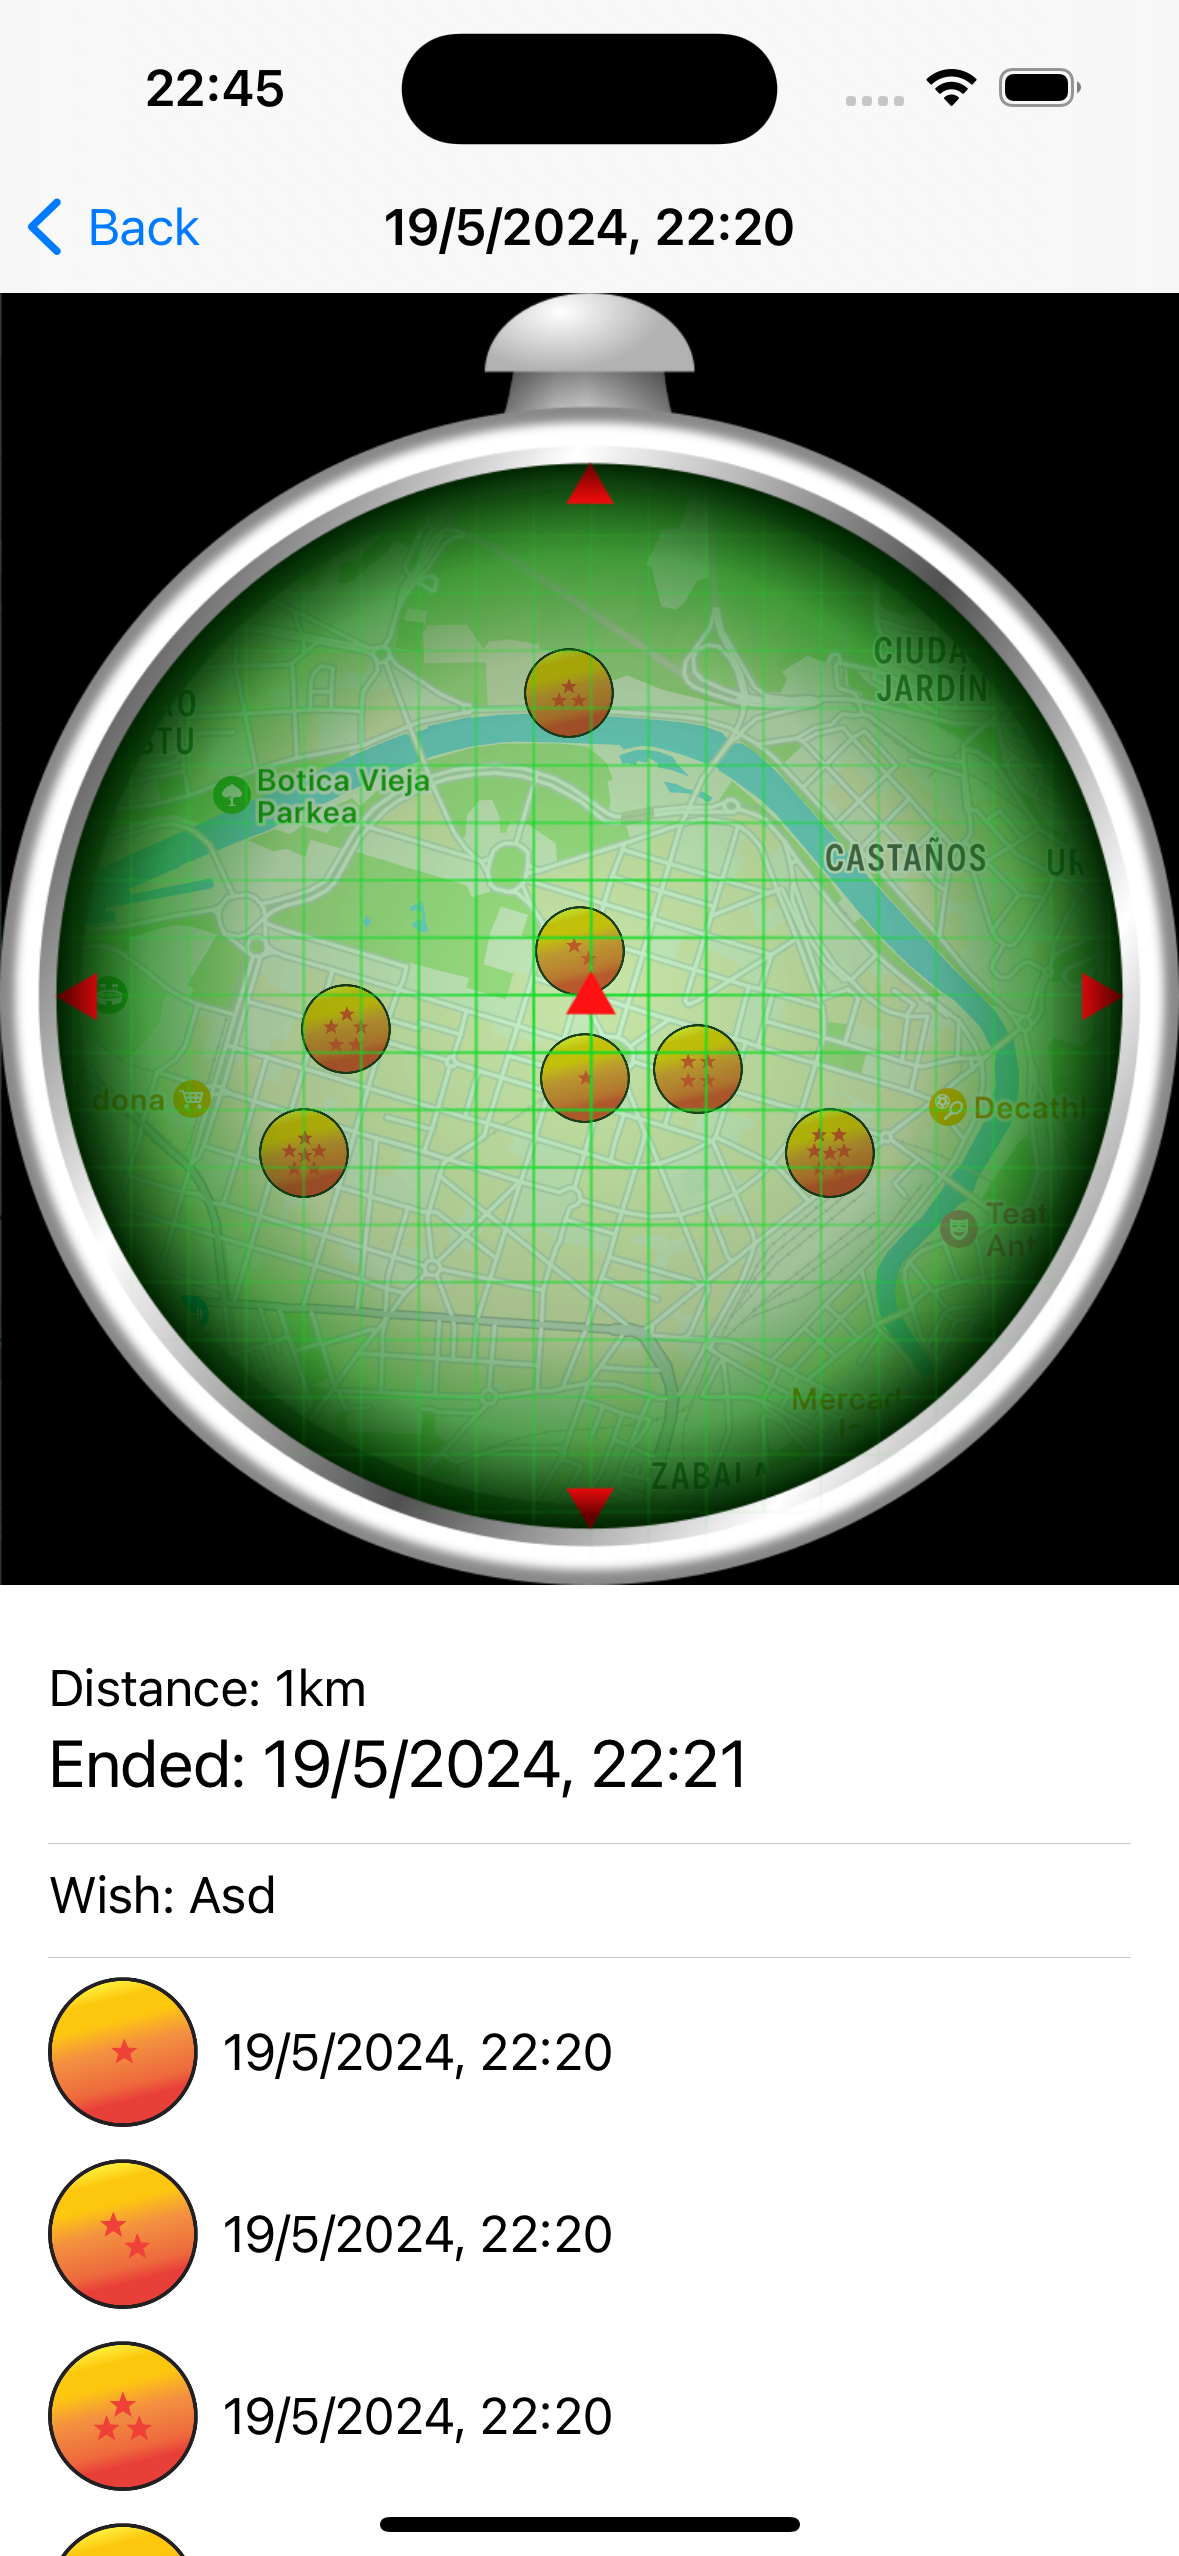 22:45
Back
19/5/2024, 22:20
CIUDA
JARDÍN
STU
Botica Vieja
Parkea
CASTAÑOS
UR
dona
Decathl
Teat
Ant
Mercad
ZABALA
Distance: 1km
Ended: 19/5/2024, 22:21
Wish: Asd
19/5/2024, 22:20
19/5/2024, 22:20
19/5/2024, 22:20